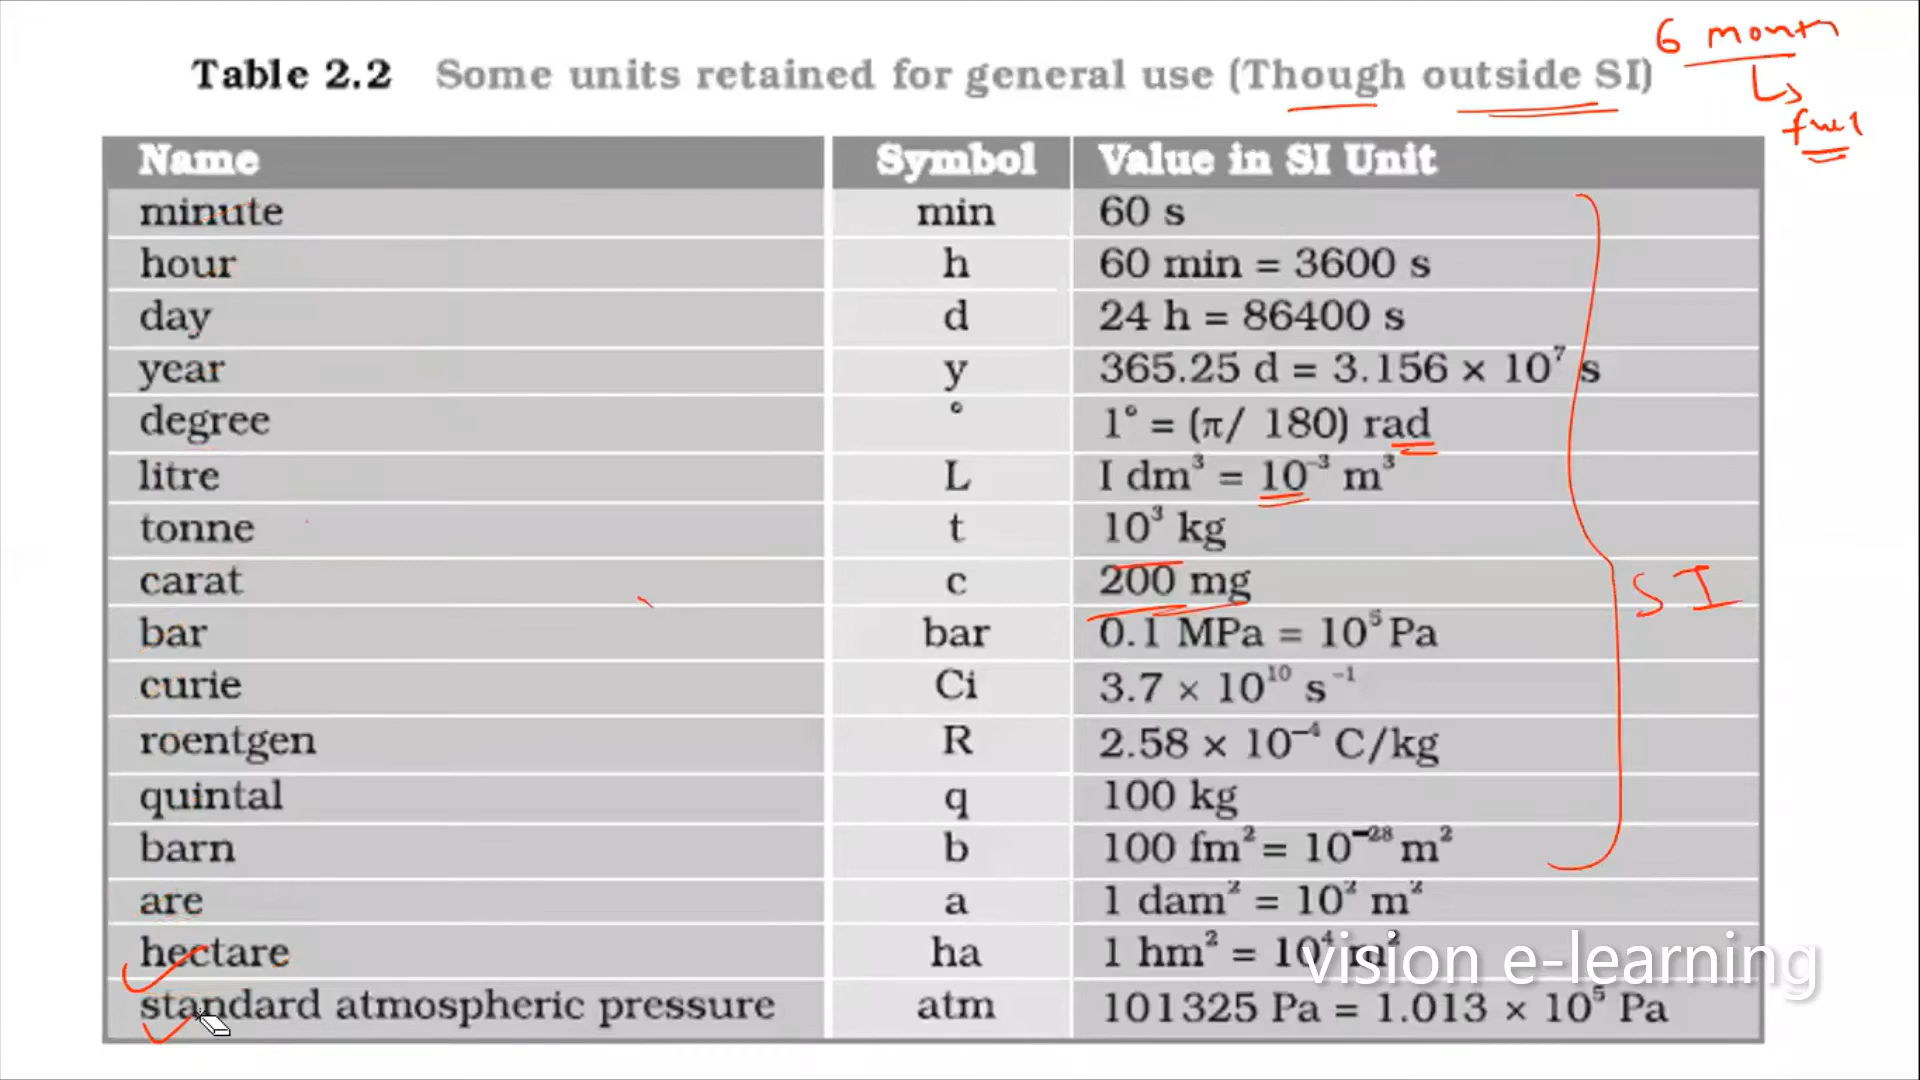 6 month
Table 2.2 Some units retained for general use (Though outside SI)
Name Symbol Value in SI Unit
minute min 60 s
hour h 60 min = 3600 s
day d 24 h = 86400 s
year y 365.25 d = 3.156 × 10⁷ s
degree ° 1° = (π/ 180) rad
litre L I dm³ = 10⁻³ m³
tonne t 10³ kg
carat c 200 mg
SI
bar bar 0.1 MPa = 10⁵ Pa
curie Ci 3.7 × 10¹⁰ s⁻¹
roentgen R 2.58 × 10⁻⁴ C/kg
quintal q 100 kg
barn b 100 fm² = 10⁻²⁸ m²
are a 1 dam² = 10² m²
hectare ha 1 hm² = 10⁴ m²
vision e-learning
standard atmospheric pressure atm 101325 Pa = 1.013 × 10⁵ Pa